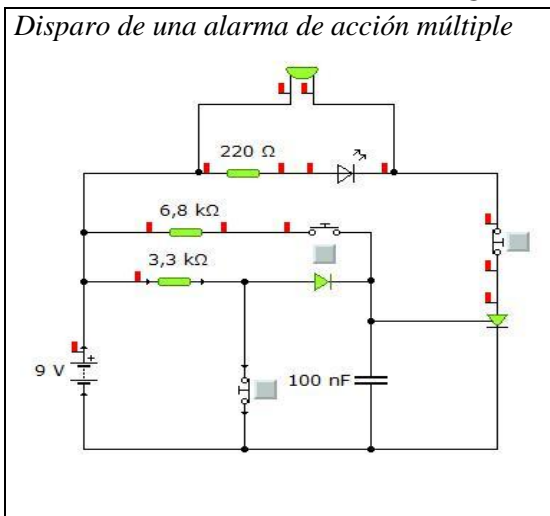 Disparo de una alarma de acción múltiple
220 Ω
6,8 kΩ
3,3 kΩ
9 V
+
100 nF